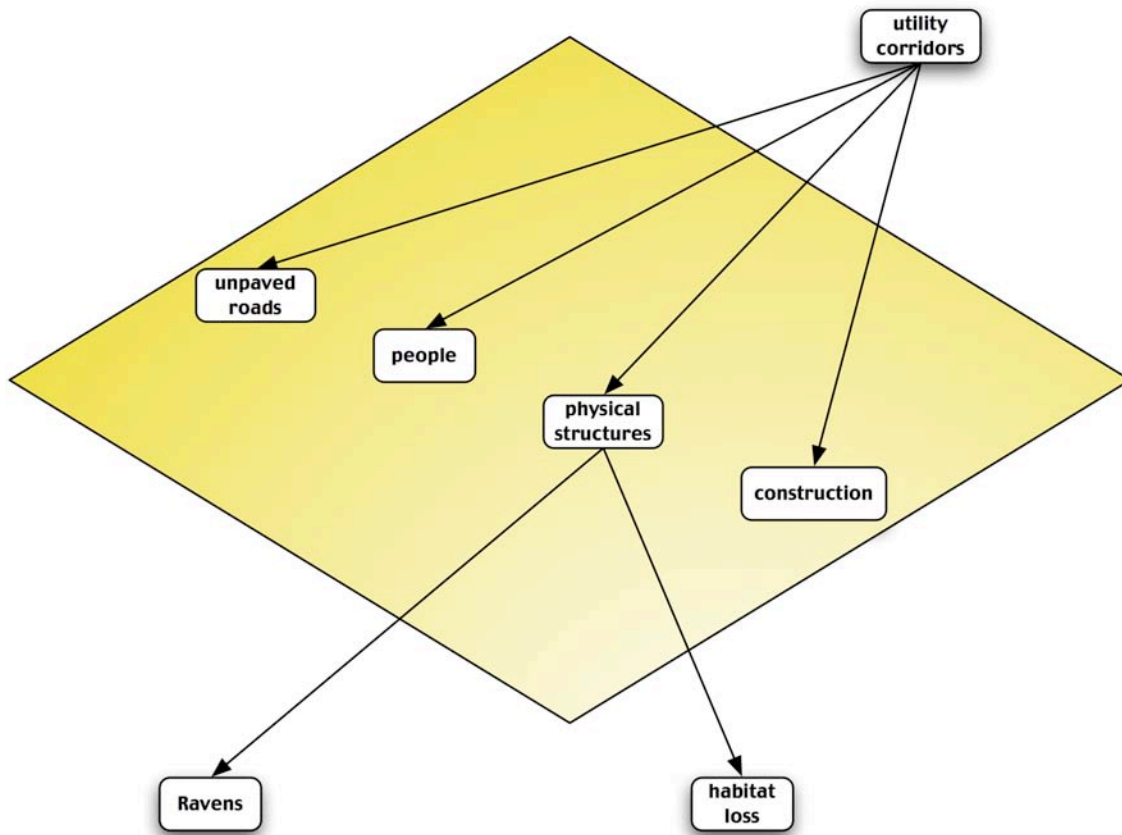 utility
corridors
unpaved
roads
people
physical
structures
construction
Ravens
habitat
loss